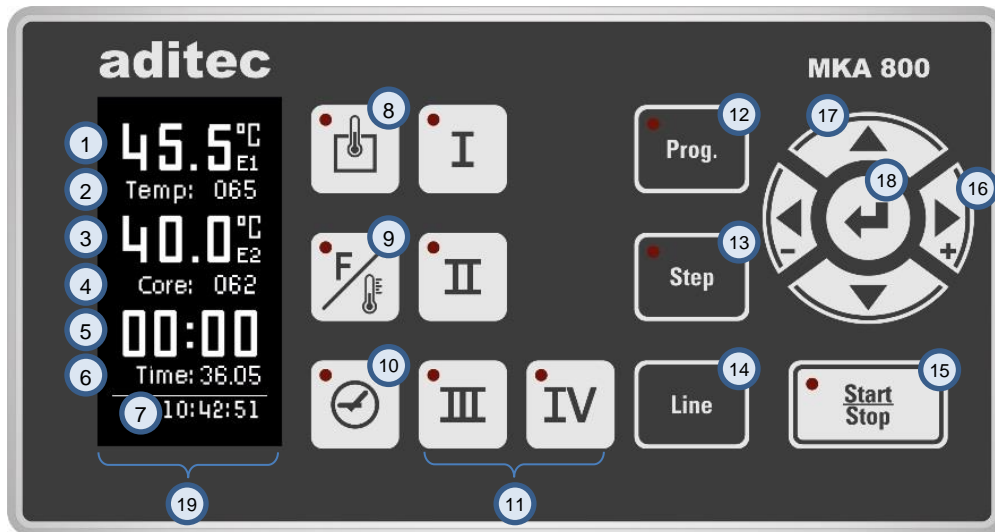 aditec
MKA 800
1 45.5°C E1
2 Temp: 065
3 40.0°C E2
4 Core: 062
5 00:00
6 Time: 36.05
7 10:42:51
19
8
I
9
F
II
10
III
IV
11
12
Prog.
13
Step
14
Line
17
18
16
-
+
15
Start
Stop